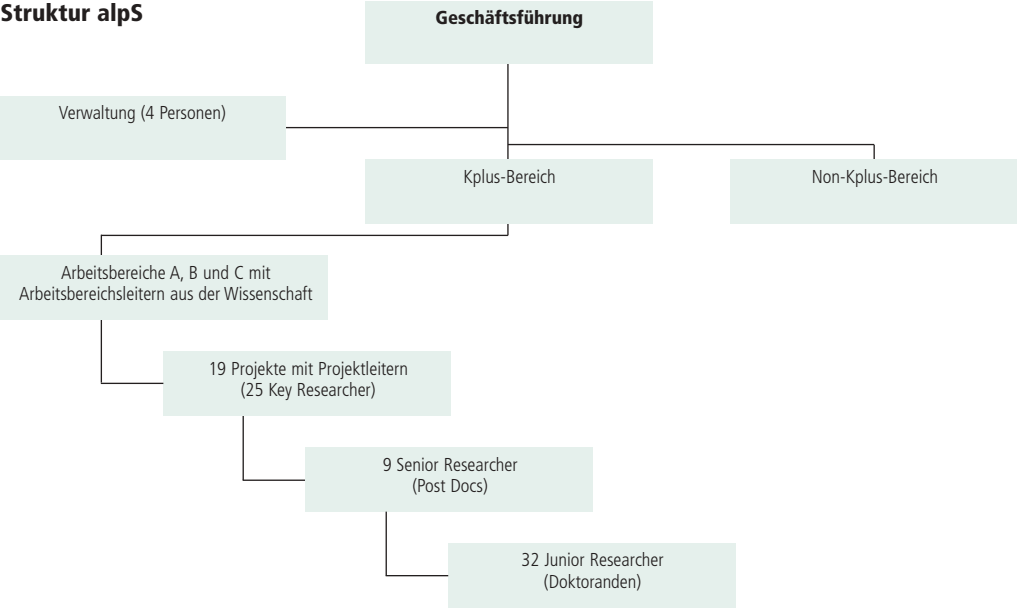 Struktur alpS
Geschäftsführung
Verwaltung (4 Personen)
Kplus-Bereich
Non-Kplus-Bereich
Arbeitsbereiche A, B und C mit
Arbeitsbereichsleitern aus der Wissenschaft
19 Projekte mit Projektleitern
(25 Key Researcher)
9 Senior Researcher
(Post Docs)
32 Junior Researcher
(Doktoranden)